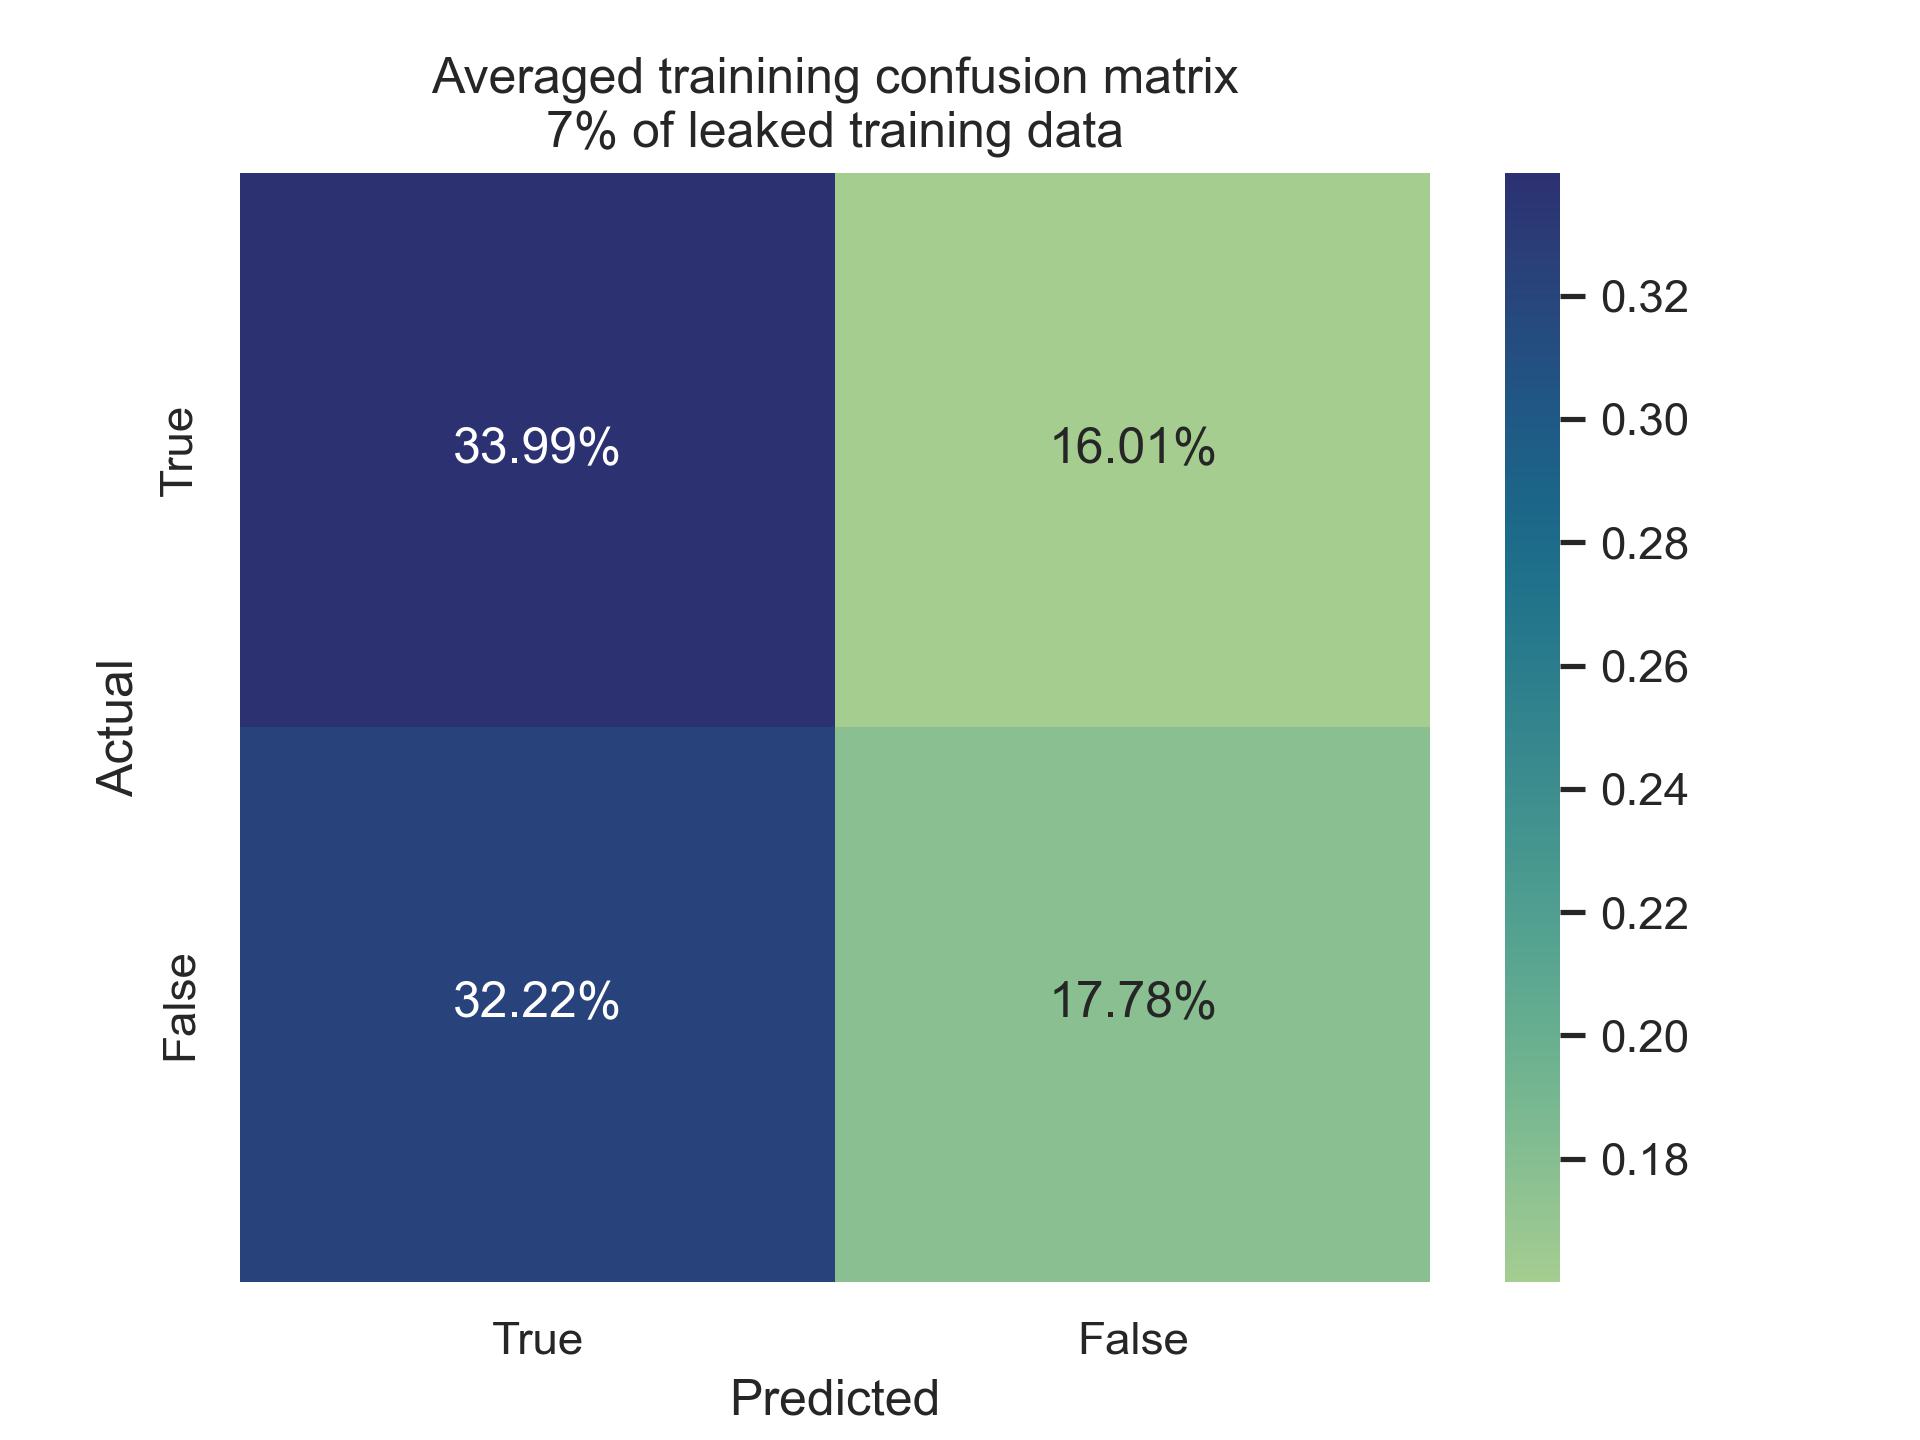 Averaged trainining confusion matrix
7% of leaked training data
True
33.99%
16.01%
False
32.22%
17.78%
Actual
True
False
Predicted
0.32
0.30
0.28
0.26
0.24
0.22
0.20
0.18